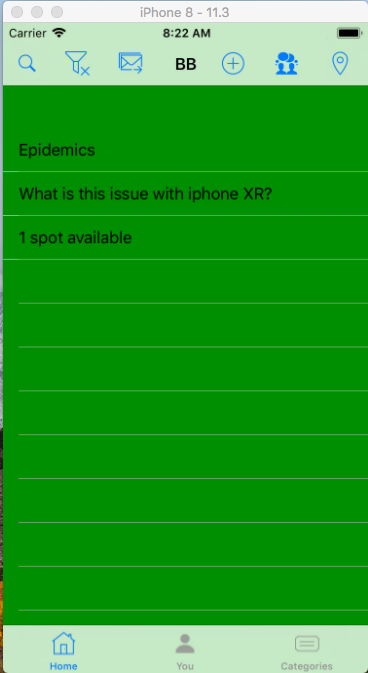 iPhone 8 - 11.3
Carrier 8:22 AM
BB
Epidemics
What is this issue with iphone XR?
1 spot available
Home You Categories